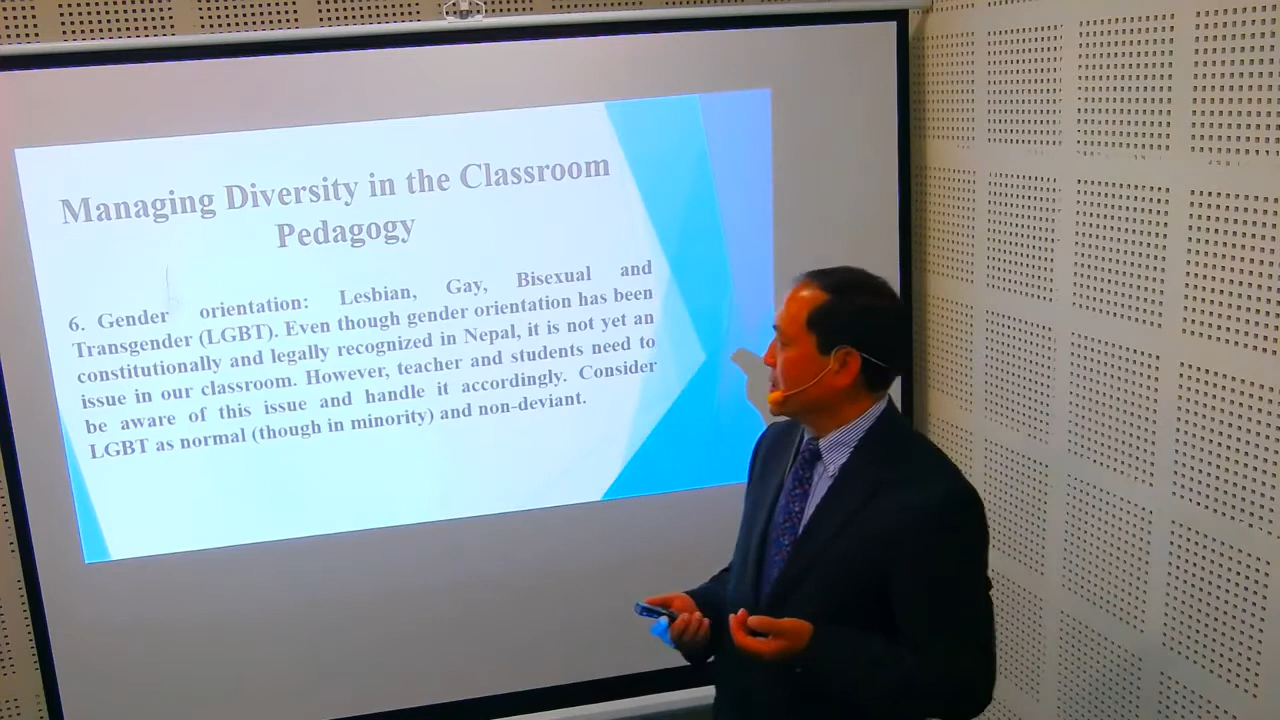 Managing Diversity in the Classroom
Pedagogy
6. Gender orientation: Lesbian, Gay, Bisexual and
Transgender (LGBT). Even though gender orientation has been
constitutionally and legally recognized in Nepal, it is not yet an
issue in our classroom. However, teacher and students need to
be aware of this issue and handle it accordingly. Consider
LGBT as normal (though in minority) and non-deviant.